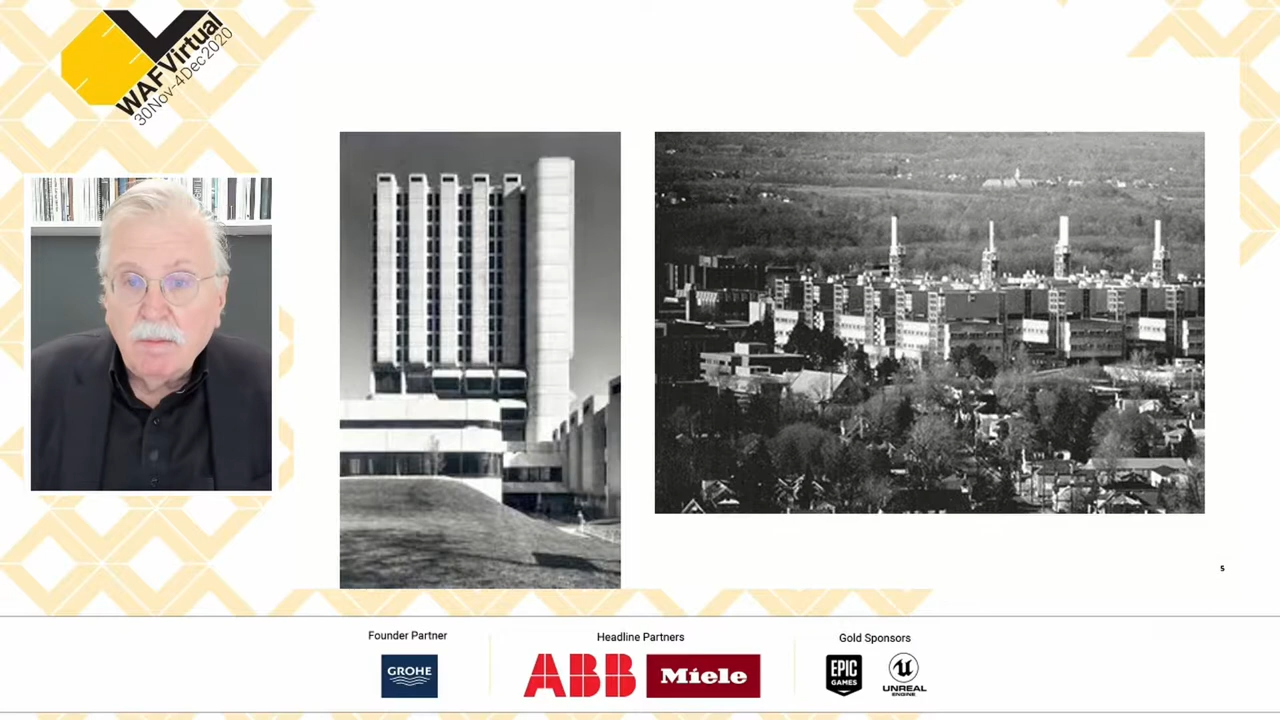 WAFVirtual
30Nov-4Dec2020
5
Founder Partner
Headline Partners
Gold Sponsors
GROHE
ABB
Miele
EPIC
GAMES
UNREAL
ENGINE